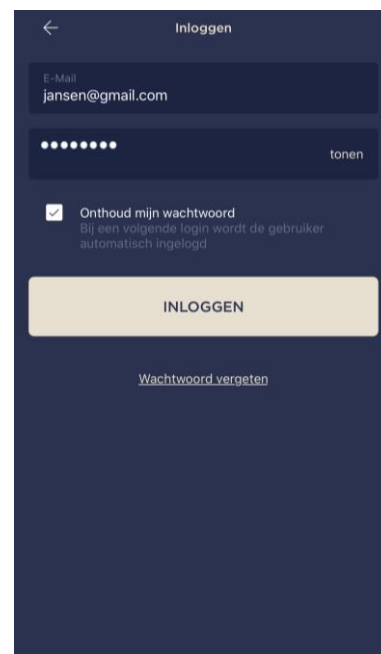 Inloggen
E-Mail
jansen@gmail.com
●●●●●●●●
tonen
Onthoud mijn wachtwoord
Bij een volgende login wordt de gebruiker
automatisch ingelogd
INLOGGEN
Wachtwoord vergeten